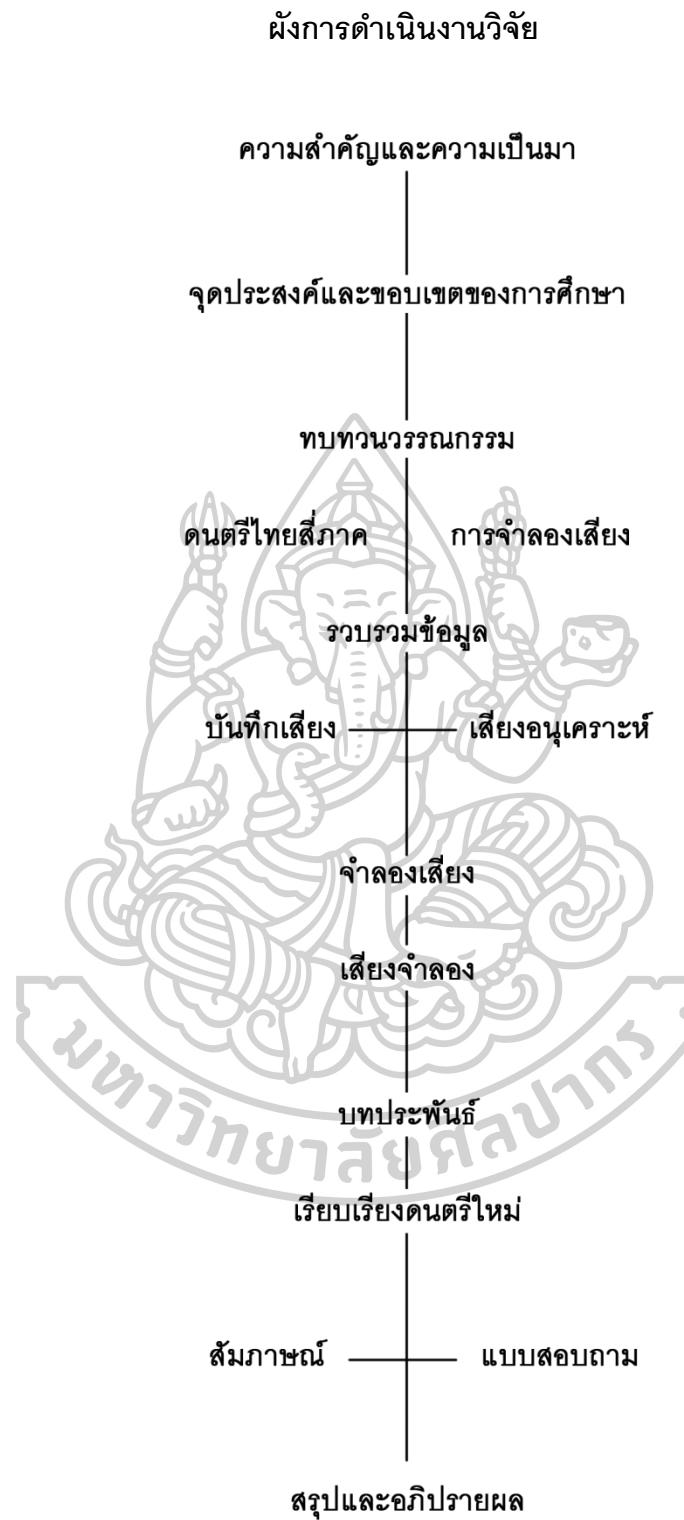 ผังการดำเนินงานวิจัย
ความสำคัญและความเป็นมา
จุดประสงค์และขอบเขตของการศึกษา
ทบทวนวรรณกรรม
ดนตรีไทยสี่ภาค การจำลองเสียง
รวบรวมข้อมูล
บันทึกเสียง เสียงอนุเคราะห์
จำลองเสียง
เสียงจำลอง
บทประพันธ์
มหาวิทยาลัยศิลปากร
เรียบเรียงดนตรีใหม่
สัมภาษณ์ แบบสอบถาม
สรุปและอภิปรายผล